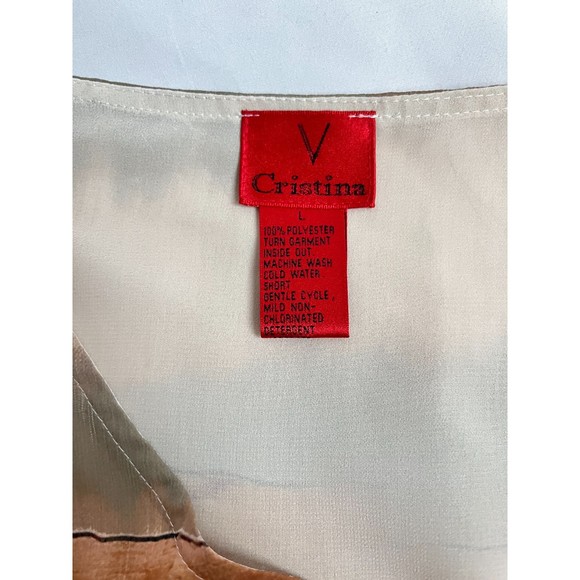 V
Cristina
L
100% POLYESTER
TURN GARMENT
INSIDE OUT
MACHINE WASH
COLD WATER
SHORT
GENTLE CYCLE,
MILD NON-
CHLORINATED
DETERGENT